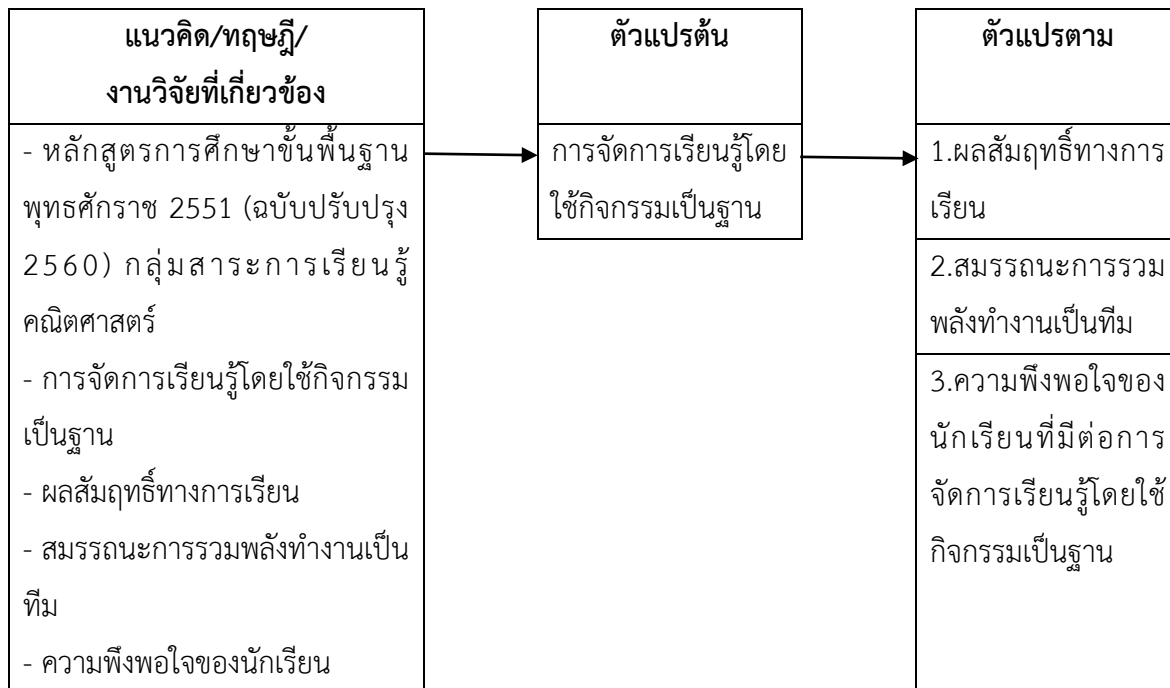 แนวคิด/ทฤษฎี/
งานวิจัยที่เกี่ยวข้อง
- หลักสูตรการศึกษาขั้นพื้นฐาน
พุทธศักราช 2551 (ฉบับปรับปรุง
2560) กลุ่มสาระการเรียนรู้
คณิตศาสตร์
- การจัดการเรียนรู้โดยใช้กิจกรรม
เป็นฐาน
- ผลสัมฤทธิ์ทางการเรียน
- สมรรถนะการรวมพลังทำงานเป็น
ทีม
- ความพึงพอใจของนักเรียน
ตัวแปรต้น
การจัดการเรียนรู้โดย
ใช้กิจกรรมเป็นฐาน
ตัวแปรตาม
1.ผลสัมฤทธิ์ทางการ
เรียน
2.สมรรถนะการรวม
พลังทำงานเป็นทีม
3.ความพึงพอใจของ
นักเรียนที่มีต่อการ
จัดการเรียนรู้โดยใช้
กิจกรรมเป็นฐาน